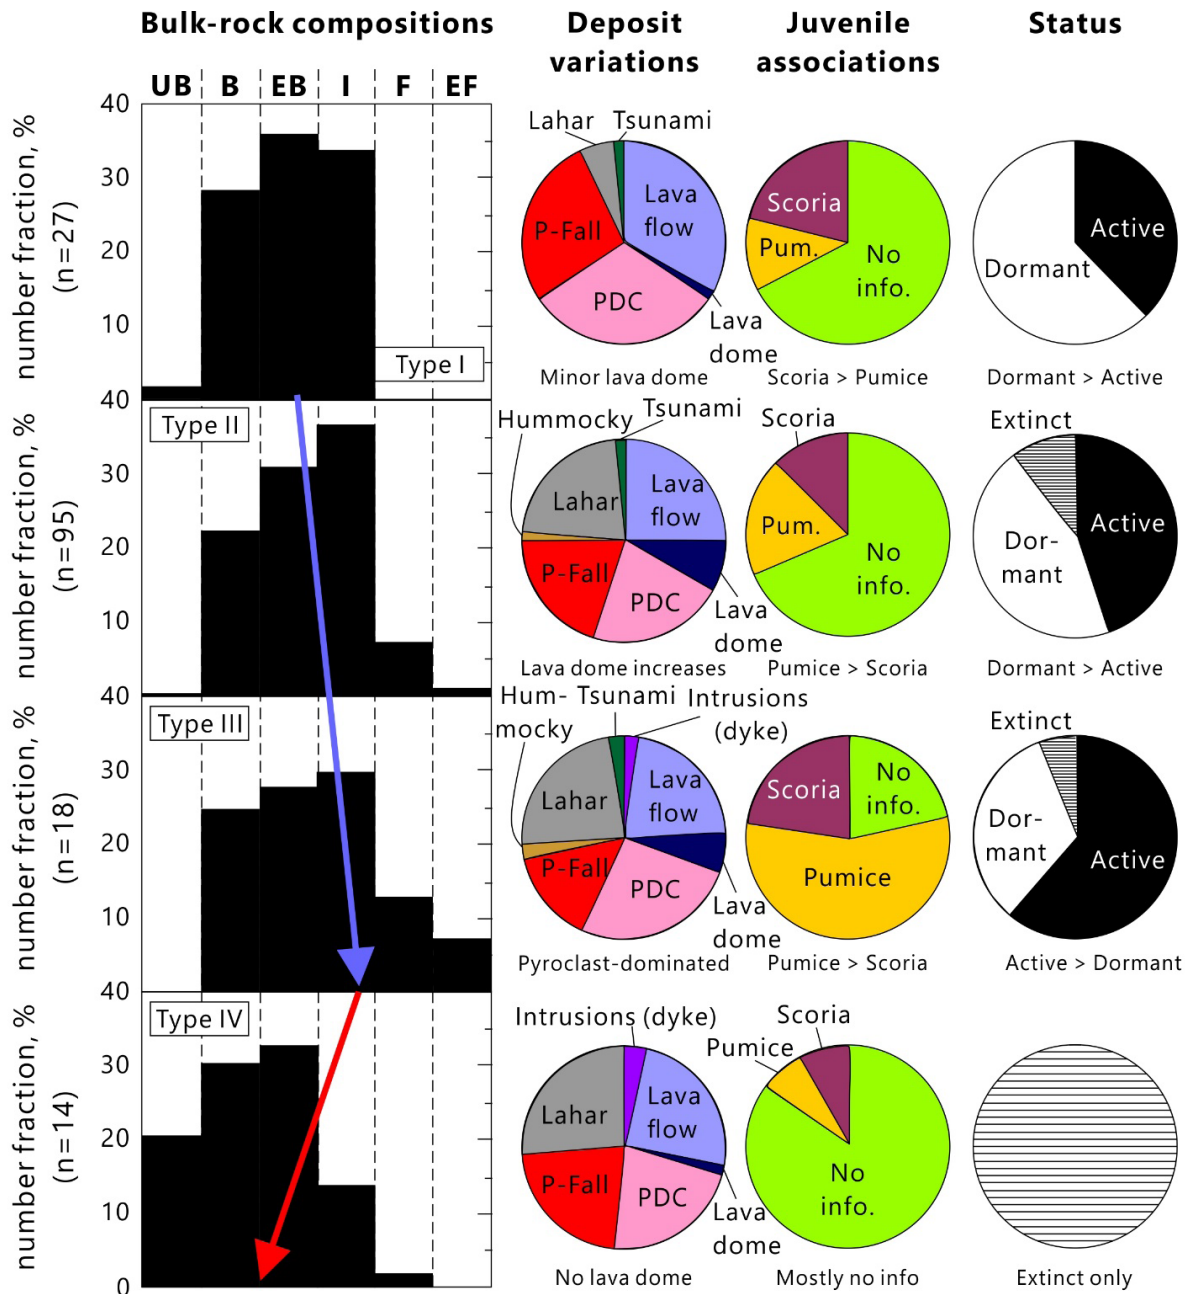 Bulk-rock compositions
Deposit
variations
Juvenile
associations
Status
UB B EB I F EF
number fraction, %
(n=27)
40
30
20
10
Type I
Lahar
Tsunami
Lava
flow
P-Fall
PDC
Lava
dome
Minor lava dome
Scoria
Pum.
No
info.
Scoria > Pumice
Active
Dormant
Dormant > Active
number fraction, %
(n=95)
40
30
20
10
Type II
Hummocky
Tsunami
Lahar
Lava
flow
P-Fall
PDC
Lava
dome
Lava dome increases
Scoria
Pum.
No
info.
Pumice > Scoria
Extinct
Active
Dor-
mant
Dormant > Active
number fraction, %
(n=18)
40
30
20
10
Type III
Hum-
mocky
Tsunami
Intrusions
(dyke)
Lahar
Lava
flow
P-Fall
PDC
Lava
dome
Pyroclast-dominated
Scoria
No
info.
Pumice
Pumice > Scoria
Extinct
Dor-
mant
Active
Active > Dormant
number fraction, %
(n=14)
40
30
20
10
0
Type IV
Intrusions (dyke)
Lahar
Lava
flow
P-Fall
PDC
Lava
dome
No lava dome
Scoria
Pumice
No
info.
Mostly no info
Extinct only